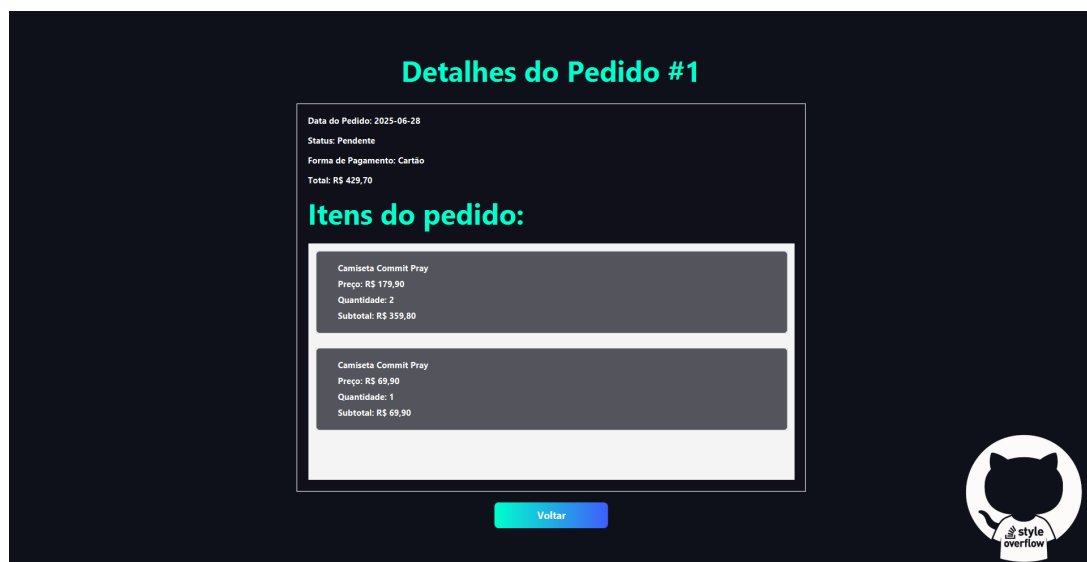 Detalhes do Pedido #1
Data do Pedido: 2025-06-28
Status: Pendente
Forma de Pagamento: Cartão
Total: R$ 429,70
Itens do pedido:
Camiseta Commit Pray
Preço: R$ 179,90
Quantidade: 2
Subtotal: R$ 359,80
Camiseta Commit Pray
Preço: R$ 69,90
Quantidade: 1
Subtotal: R$ 69,90
Voltar
style
overflow